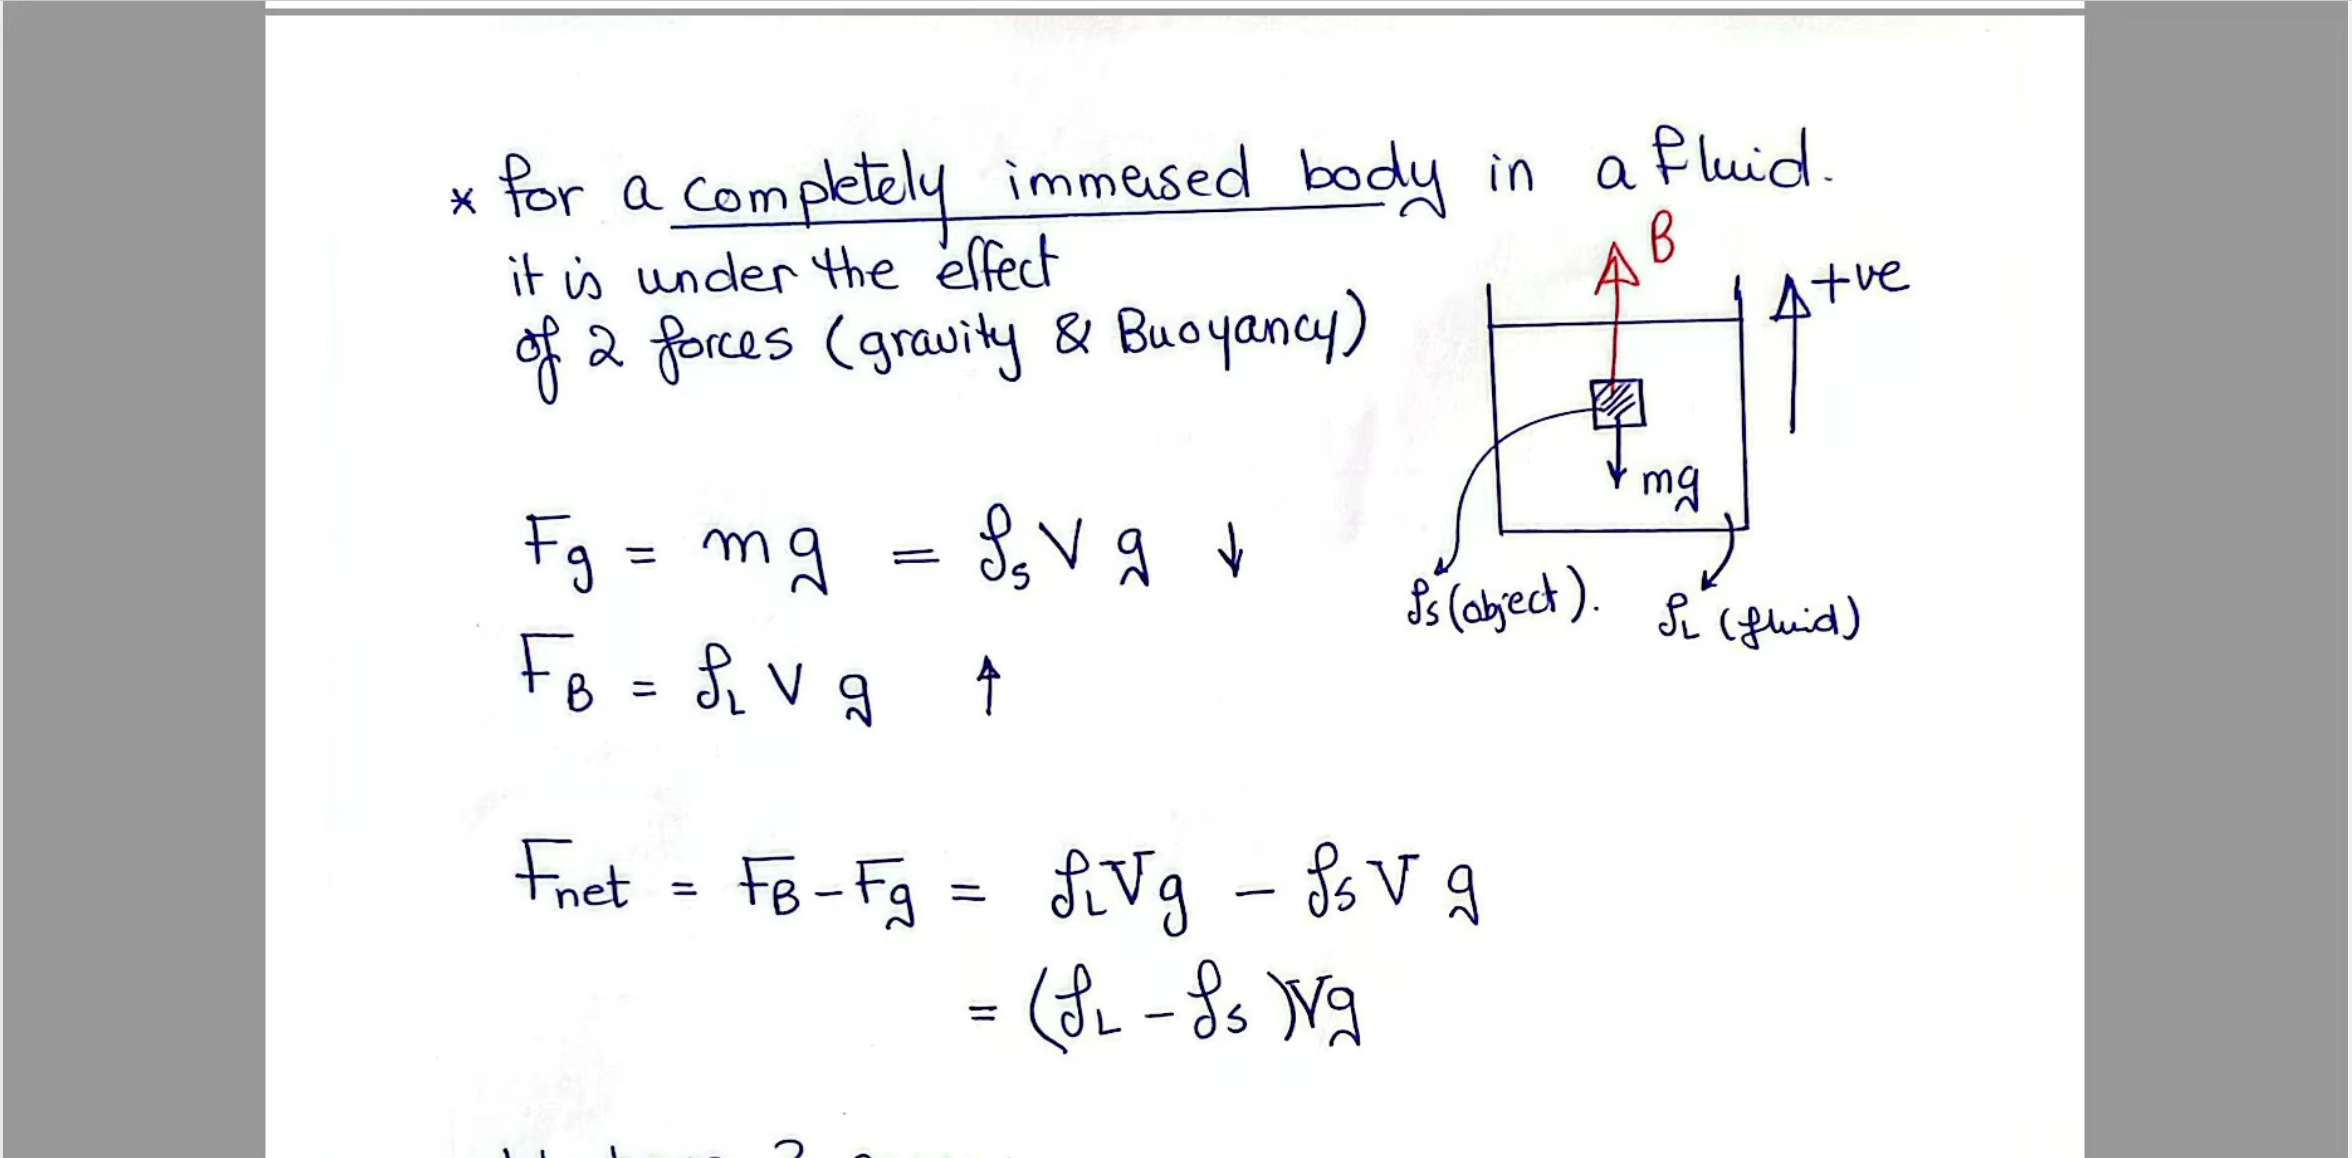 * for a completely immersed body in a fluid.
it is under the effect
of 2 forces (gravity & Buoyancy)
B
+ve
mg
ρs (object).
ρL (fluid)
Fg = mg = ρs V g ↓
FB = ρL V g ↑
Fnet = FB - Fg = ρL V g - ρs V g
= (ρL - ρs) V g